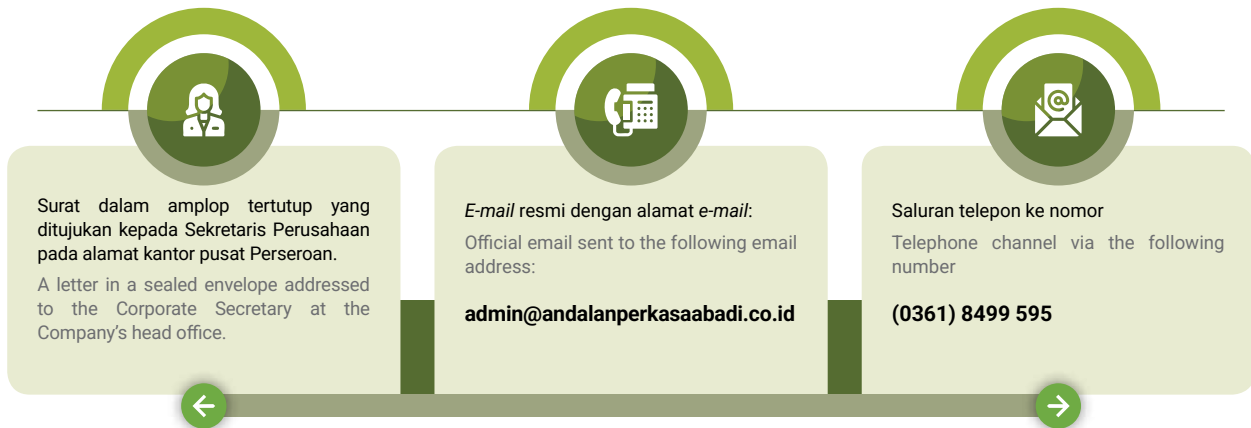 Surat dalam amplop tertutup yang
ditujukan kepada Sekretaris Perusahaan
pada alamat kantor pusat Perseroan.
A letter in a sealed envelope addressed
to the Corporate Secretary at the
Company's head office.
E-mail resmi dengan alamat e-mail:
Official email sent to the following email
address:
admin@andalanperkasaabadi.co.id
Saluran telepon ke nomor
Telephone channel via the following
number
(0361) 8499 595